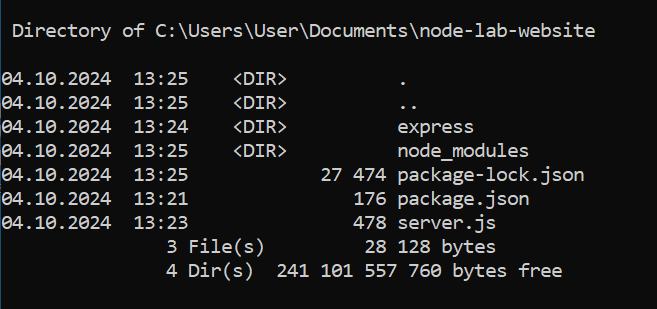 Directory of C:\Users\User\Documents\node-lab-website
04.10.2024  13:25    <DIR>          .
04.10.2024  13:25    <DIR>          ..
04.10.2024  13:24    <DIR>          express
04.10.2024  13:25    <DIR>          node_modules
04.10.2024  13:25            27 474 package-lock.json
04.10.2024  13:21               176 package.json
04.10.2024  13:23               478 server.js
               3 File(s)         28 128 bytes
               4 Dir(s)  241 101 557 760 bytes free